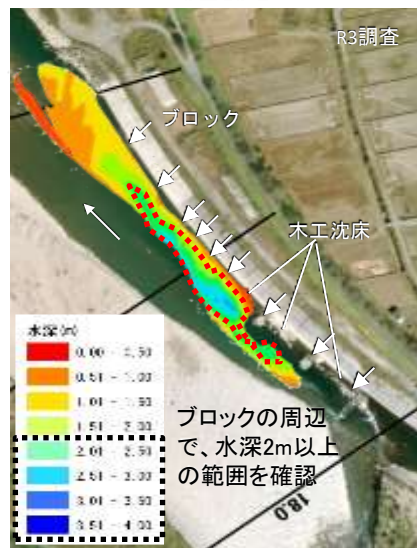 R3調査
ブロック
木工沈床
水深(m)
0.00 - 0.50
0.51 - 1.00
1.01 - 1.50
1.51 - 2.00
2.01 - 2.50
2.51 - 3.00
3.01 - 3.50
3.51 - 4.00
ブロックの周辺
で、水深2m以上
の範囲を確認
18.0